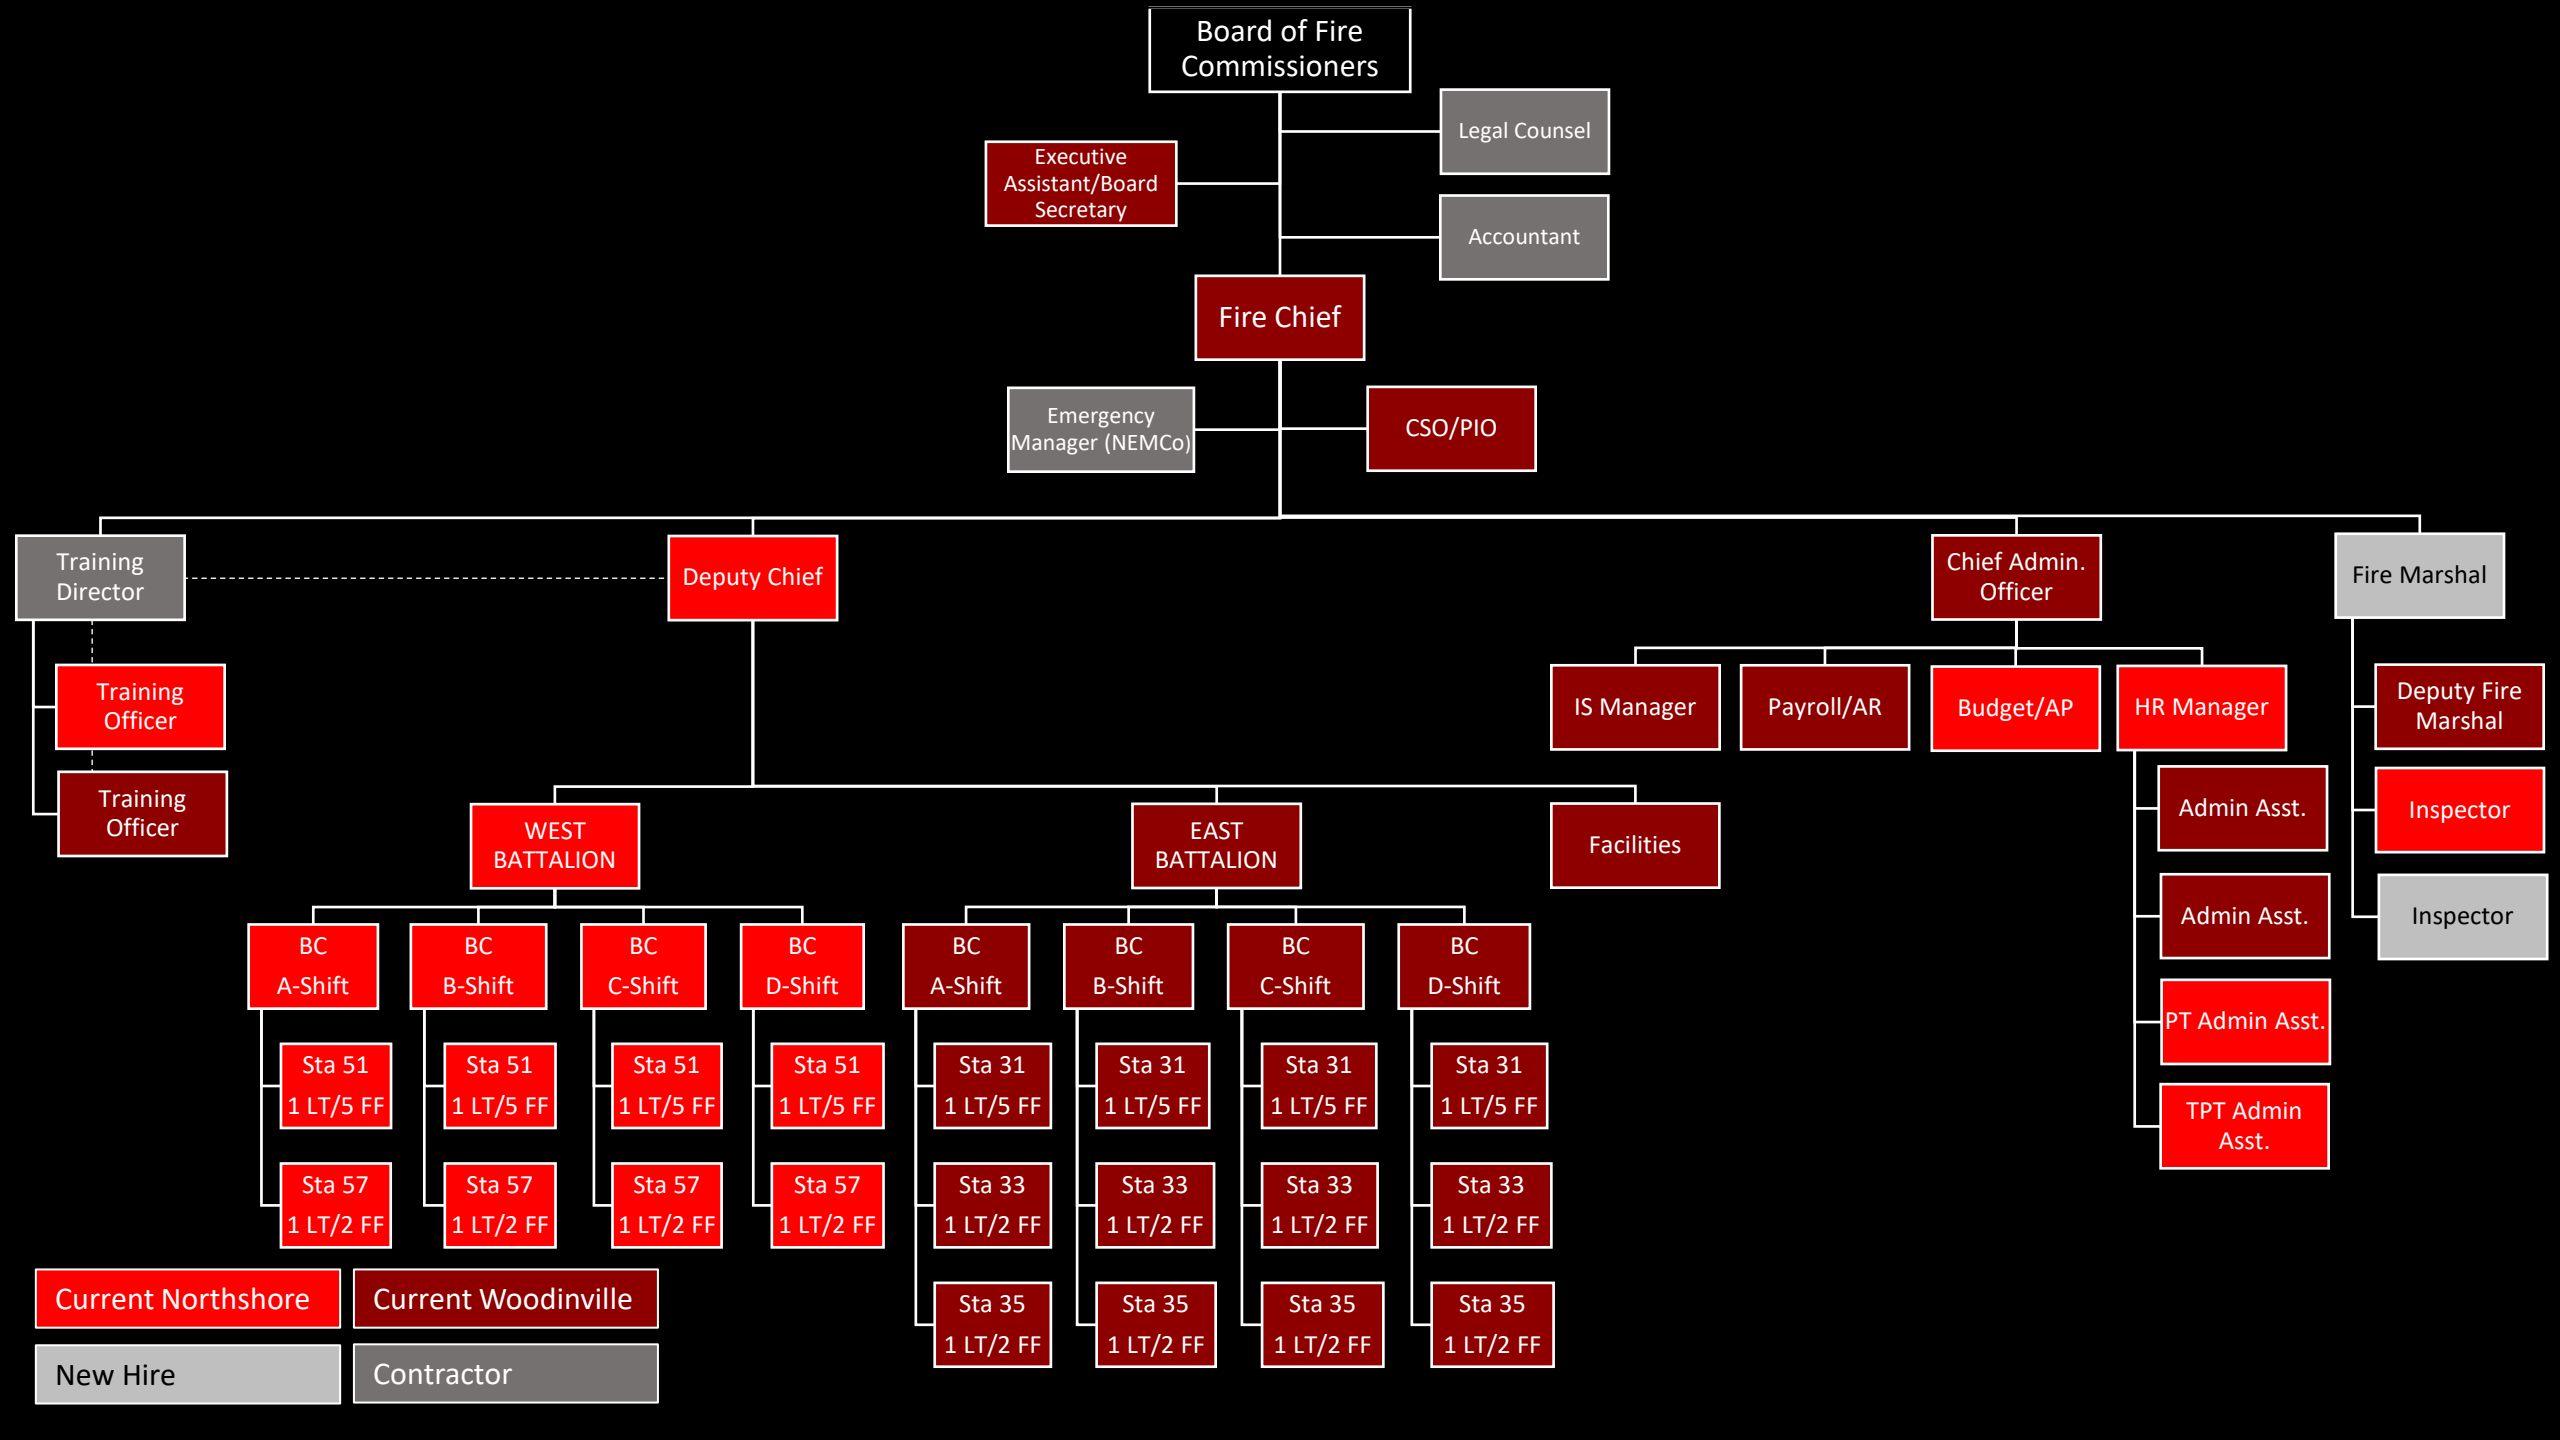 Board of Fire
Commissioners
Legal Counsel
Executive
Assistant/Board
Secretary
Accountant
Fire Chief
Emergency
Manager (NEMCo)
CSO/PIO
Training
Director
Deputy Chief
Chief Admin.
Officer
Fire Marshal
Training
Officer
IS Manager
Payroll/AR
Budget/AP
HR Manager
Deputy Fire
Marshal
Training
Officer
WEST
BATTALION
EAST
BATTALION
Facilities
Admin Asst.
Inspector
Admin Asst.
Inspector
PT Admin Asst.
TPT Admin
Asst.
BC
A-Shift
BC
B-Shift
BC
C-Shift
BC
D-Shift
BC
A-Shift
BC
B-Shift
BC
C-Shift
BC
D-Shift
Sta 51
1 LT/5 FF
Sta 51
1 LT/5 FF
Sta 51
1 LT/5 FF
Sta 51
1 LT/5 FF
Sta 31
1 LT/5 FF
Sta 31
1 LT/5 FF
Sta 31
1 LT/5 FF
Sta 31
1 LT/5 FF
Sta 57
1 LT/2 FF
Sta 57
1 LT/2 FF
Sta 57
1 LT/2 FF
Sta 57
1 LT/2 FF
Sta 33
1 LT/2 FF
Sta 33
1 LT/2 FF
Sta 33
1 LT/2 FF
Sta 33
1 LT/2 FF
Sta 35
1 LT/2 FF
Sta 35
1 LT/2 FF
Sta 35
1 LT/2 FF
Sta 35
1 LT/2 FF
Current Northshore
Current Woodinville
New Hire
Contractor